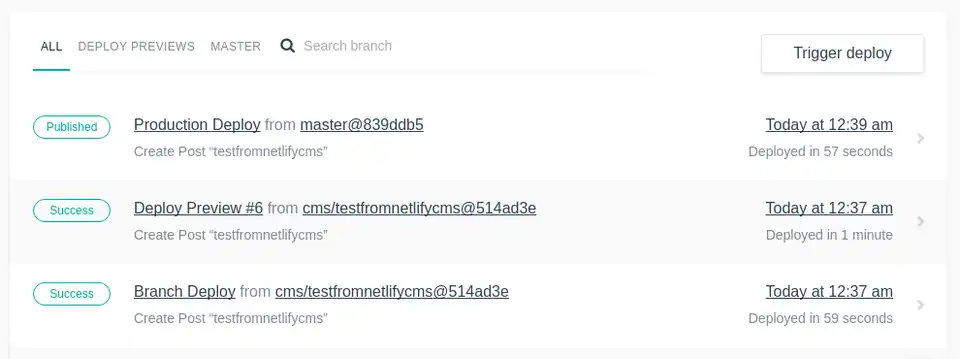 ALL DEPLOY PREVIEWS MASTER Search branch Trigger deploy
Published Production Deploy from master@839ddb5 Today at 12:39 am
Create Post “testfromnetlifycms” Deployed in 57 seconds
Success Deploy Preview #6 from cms/testfromnetlifycms@514ad3e Today at 12:37 am
Create Post “testfromnetlifycms” Deployed in 1 minute
Success Branch Deploy from cms/testfromnetlifycms@514ad3e Today at 12:37 am
Create Post “testfromnetlifycms” Deployed in 59 seconds